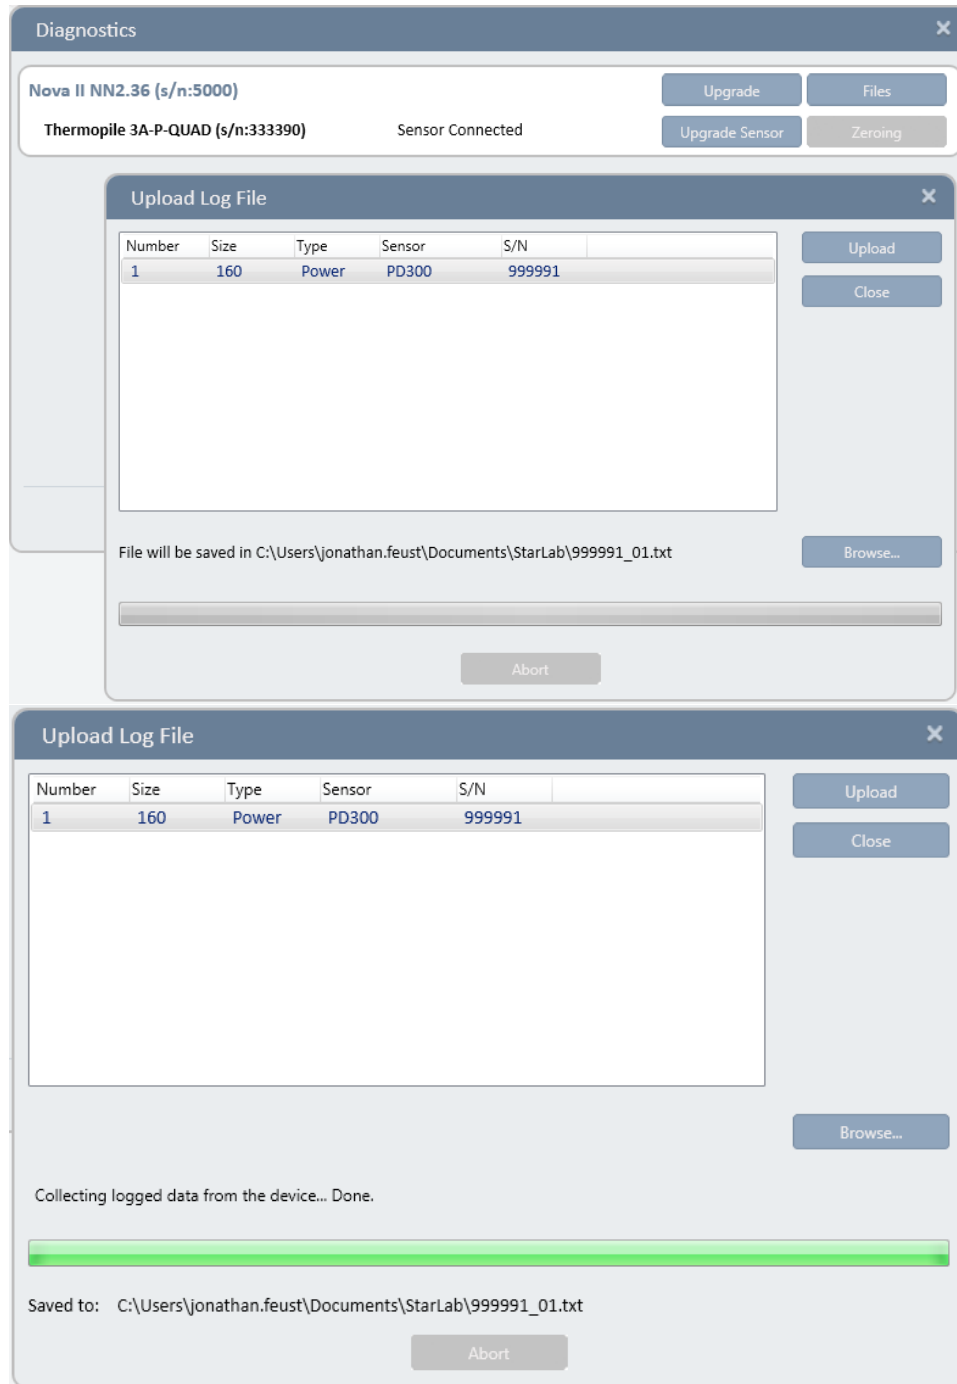 Diagnostics
Nova II NN2.36 (s/n:5000) Upgrade Files
Thermopile 3A-P-QUAD (s/n:333390) Sensor Connected Upgrade Sensor Zeroing
Upload Log File
Number Size Type Sensor S/N Upload
1 160 Power PD300 999991
Close
File will be saved in C:\Users\jonathan.feust\Documents\StarLab\999991_01.txt Browse...
Abort
Upload Log File
Number Size Type Sensor S/N Upload
1 160 Power PD300 999991
Close
Browse...
Collecting logged data from the device... Done.
Saved to: C:\Users\jonathan.feust\Documents\StarLab\999991_01.txt
Abort